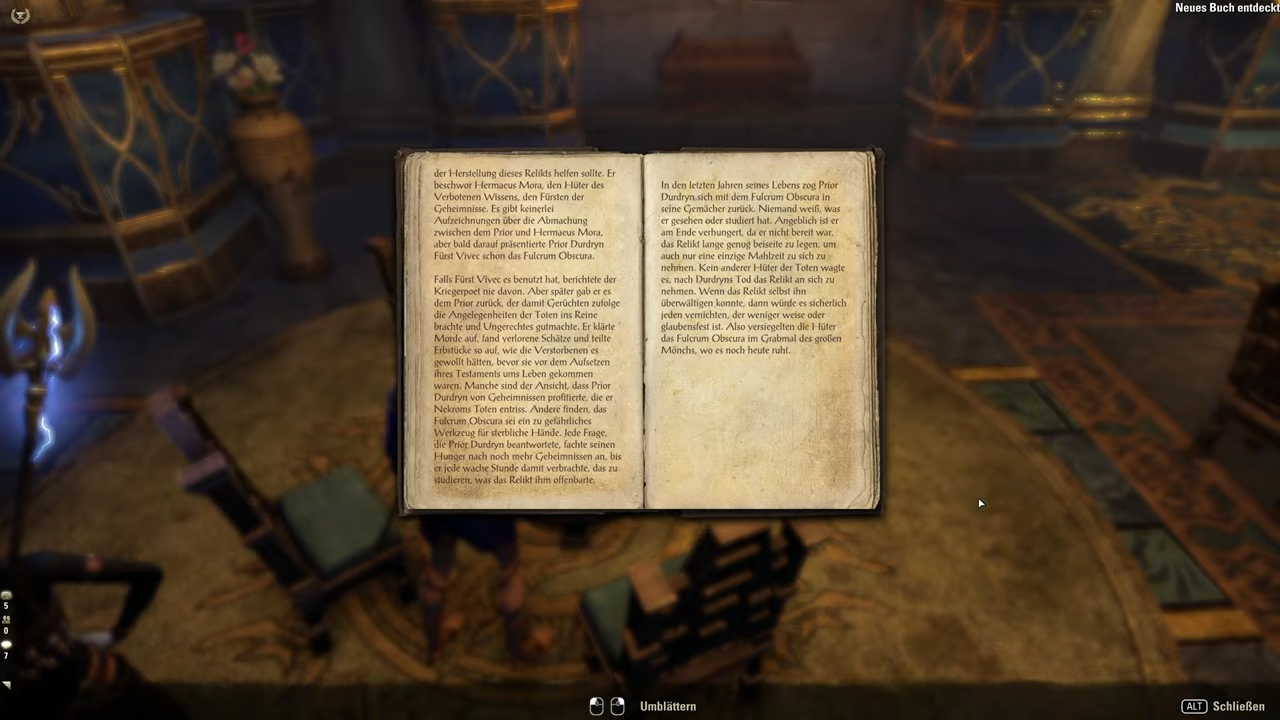 Neues Buch entdeckt
der Herstellung dieses Relikts helfen sollte. Er
beschwor Hermaeus Mora, den Hüter des
Verbotenen Wissens, den Fürsten der
Geheimnisse. Es gibt keinerlei
Aufzeichnungen über die Abmachung
zwischen dem Prior und Hermaeus Mora,
aber bald darauf präsentierte Prior Durdryn
Fürst Vivec schon das Fulcrum Obscura.
Falls Fürst Vivec es benutzt hat, berichtete der
Kriegerpoet nie davon. Aber später gab er es
dem Prior zurück, der damit Gerüchten zufolge
die Angelegenheiten der Toten ins Reine
brachte und Ungerechtes gutmachte. Er klärte
Morde auf, fand verlorene Schätze und teilte
Erbstücke so auf, wie die Verstorbenen es
gewollt hätten, bevor sie vor dem Aufsetzen
ihres Testaments ums Leben gekommen
waren. Manche sind der Ansicht, dass Prior
Durdryn von Geheimnissen profitierte, die er
Nekroms Toten entriss. Andere finden, das
Fulcrum Obscura sei ein zu gefährliches
Werkzeug für sterbliche Hände. Jede Frage,
die Prior Durdryn beantwortete, fachte seinen
Hunger nach noch mehr Geheimnissen an, bis
er jede wache Stunde damit verbrachte, das zu
studieren, was das Relikt ihm offenbarte.
In den letzten Jahren seines Lebens zog Prior
Durdryn sich mit dem Fulcrum Obscura in
seine Gemächer zurück. Niemand weiß, was
er gesehen oder studiert hat. Angeblich ist er
am Ende verhungert, da er nicht bereit war,
das Relikt lange genug beiseite zu legen, um
auch nur eine einzige Mahlzeit zu sich zu
nehmen. Kein anderer Hüter der Toten wagte
es, nach Durdryns Tod das Relikt an sich zu
nehmen. Wenn das Relikt selbst ihn
überwältigen konnte, dann würde es sicherlich
jeden vernichten, der weniger weise oder
glaubensfest ist. Also versiegelten die Hüter
das Fulcrum Obscura im Grabmal des großen
Mönchs, wo es noch heute ruht.
5
0
7
Umblättern
ALT Schließen